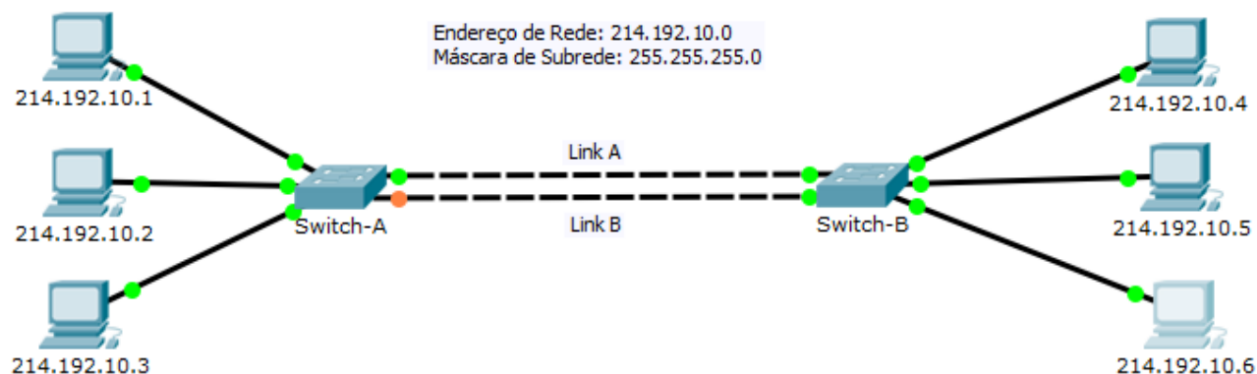 Endereço de Rede: 214.192.10.0
Máscara de Subrede: 255.255.255.0
214.192.10.1
214.192.10.4
Link A
Switch-A
Switch-B
Link B
214.192.10.2
214.192.10.5
214.192.10.3
214.192.10.6